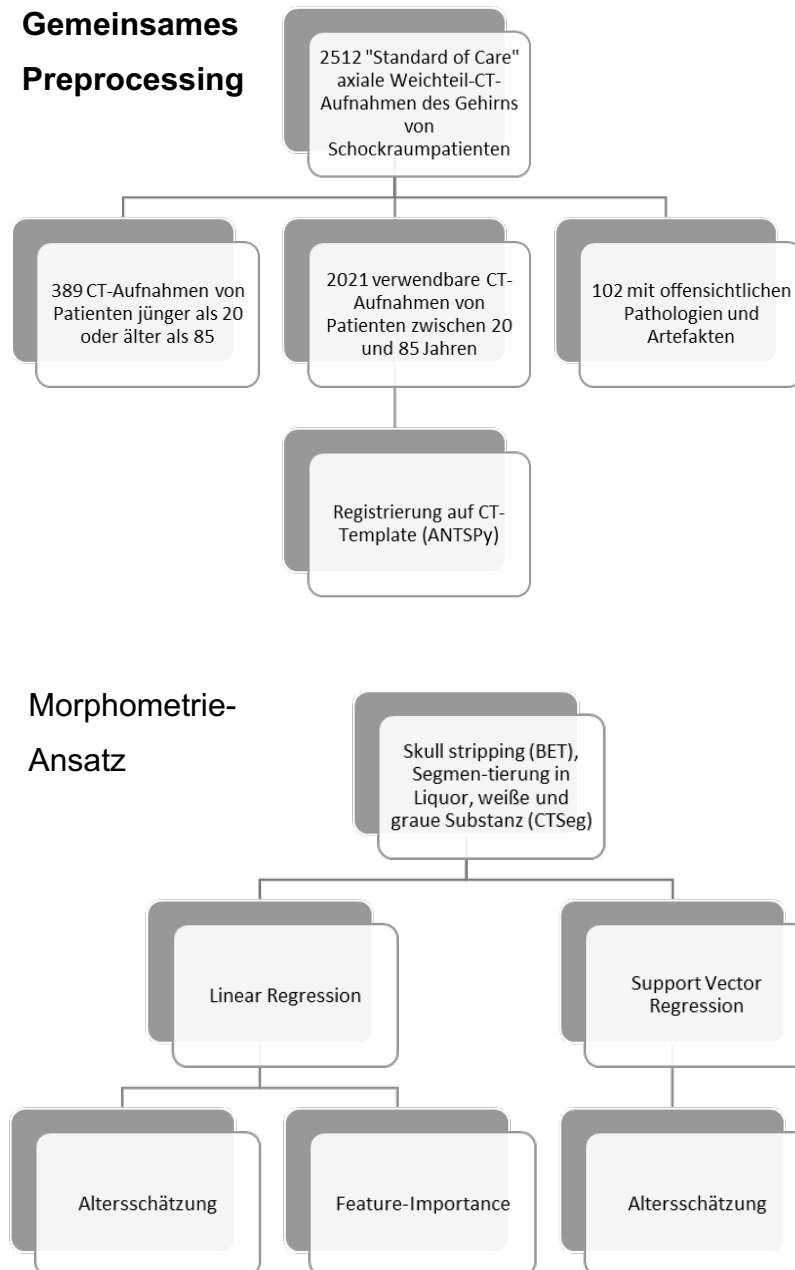 Gemeinsames
Preprocessing
2512 "Standard of Care"
axiale Weichteil-CT-
Aufnahmen des Gehirns
von
Schockraumpatienten
389 CT-Aufnahmen von
Patienten jünger als 20
oder älter als 85
2021 verwendbare CT-
Aufnahmen von
Patienten zwischen 20
und 85 Jahren
102 mit offensichtlichen
Pathologien und
Artefakten
Registrierung auf CT-
Template (ANTSPy)
Morphometrie-
Ansatz
Skull stripping (BET),
Segmen-tierung in
Liquor, weiße und
graue Substanz (CTSeg)
Linear Regression
Support Vector
Regression
Altersschätzung
Feature-Importance
Altersschätzung